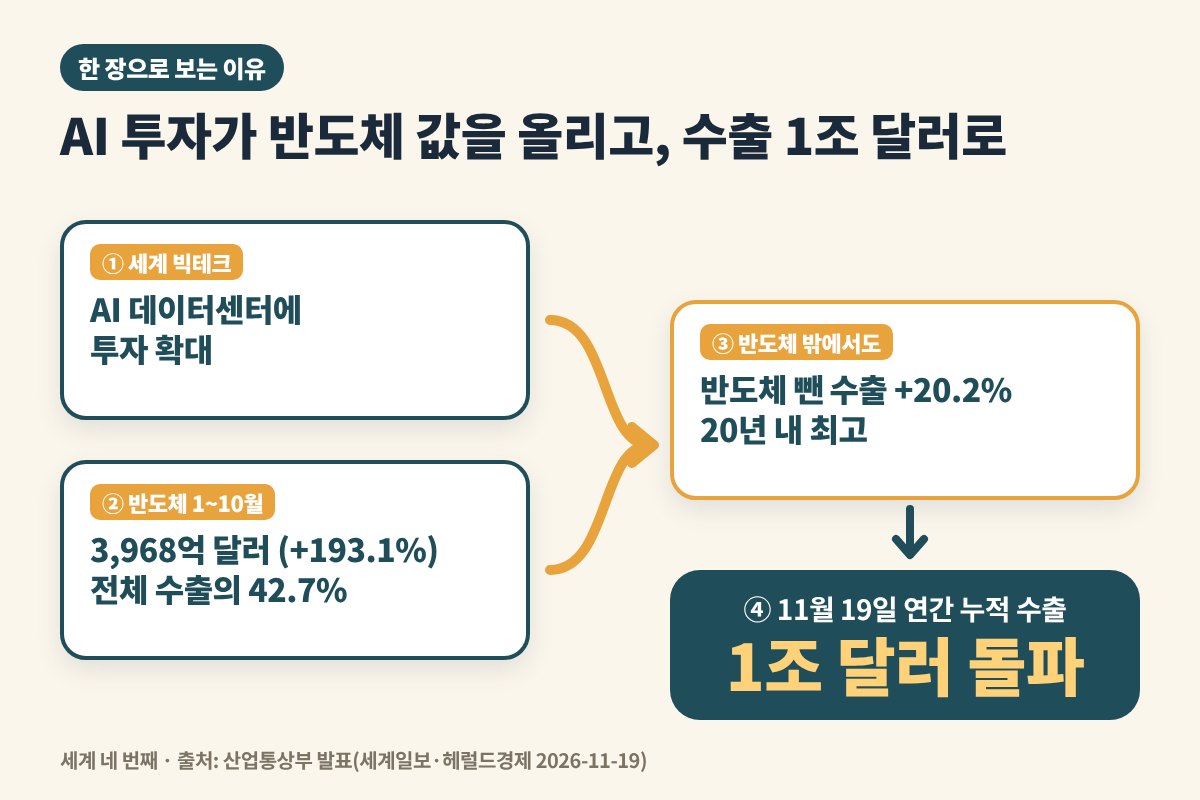 한 장으로 보는 이유
AI 투자가 반도체 값을 올리고, 수출 1조 달러로
① 세계 빅테크
AI 데이터센터에
투자 확대
② 반도체 1~10월
3,968억 달러 (+193.1%)
전체 수출의 42.7%
③ 반도체 밖에서도
반도체 뺀 수출 +20.2%
20년 내 최고
④ 11월 19일 연간 누적 수출
1조 달러 돌파
세계 네 번째 · 출처: 산업통상부 발표(세계일보·헤럴드경제 2026-11-19)